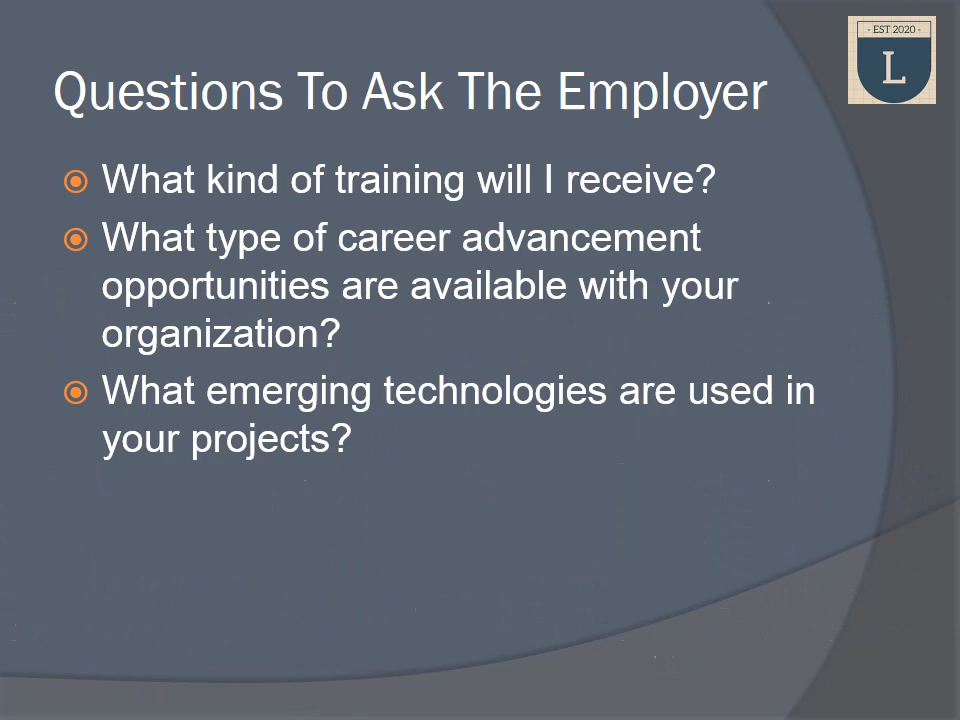 · EST 2020 ·
L
Questions To Ask The Employer
What kind of training will I receive?
What type of career advancement
opportunities are available with your
organization?
What emerging technologies are used in
your projects?